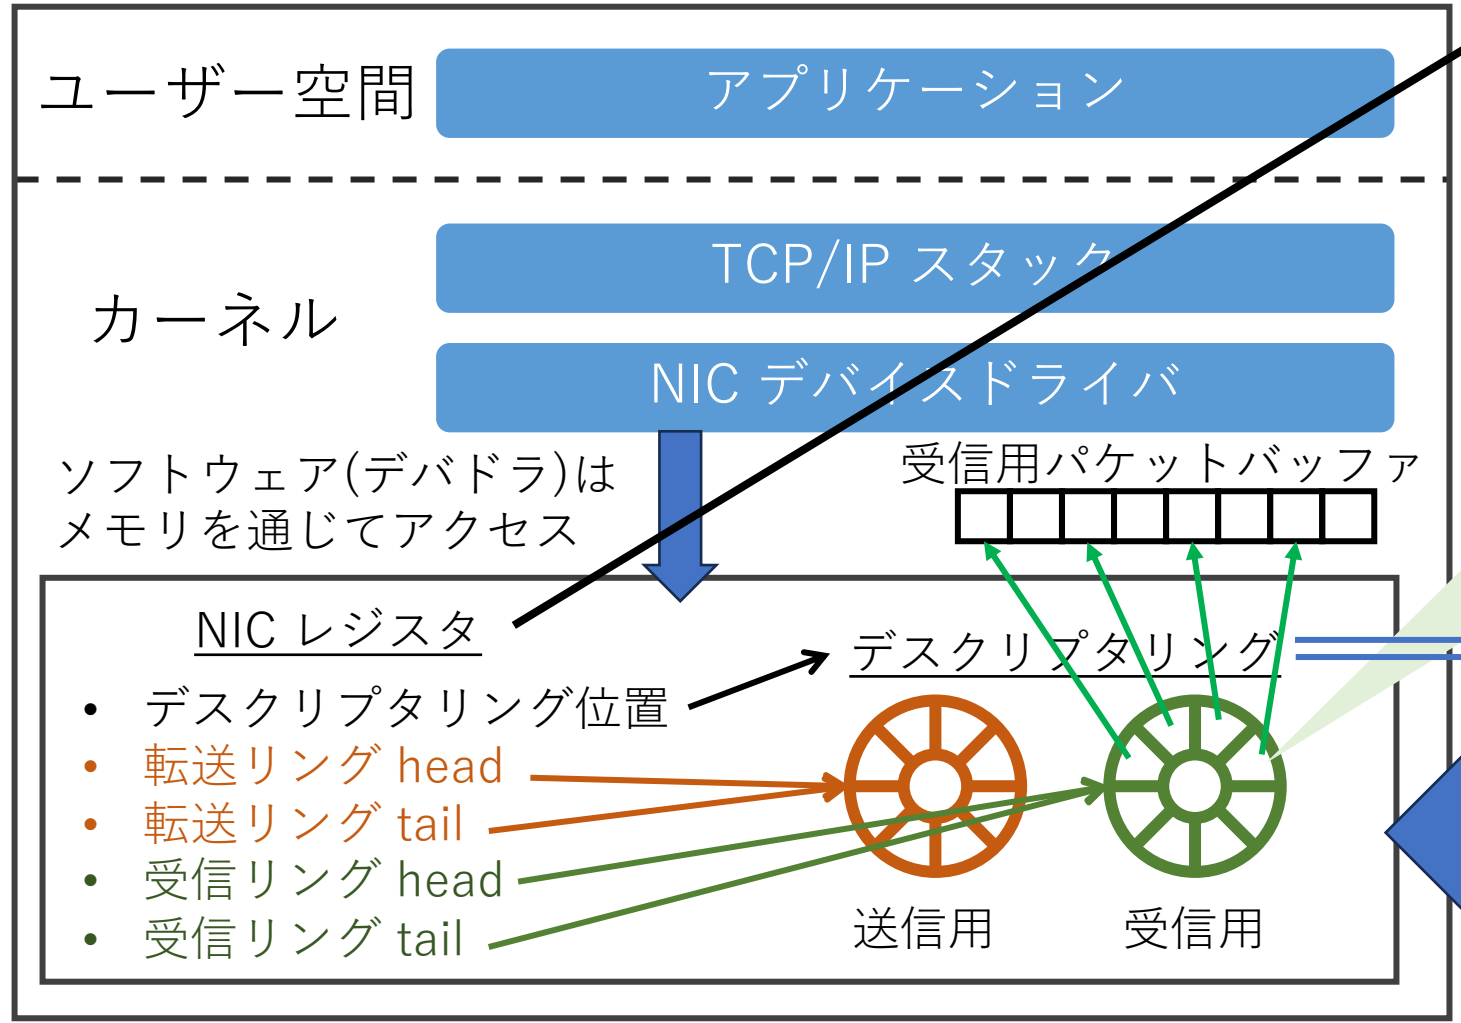 ユーザー空間
アプリケーション
カーネル
TCP/IP スタック
NIC デバイスドライバ
ソフトウェア(デバドラ)は
メモリを通じてアクセス
受信用パケットバッファ
NIC レジスタ
• デスクリプタリング位置
• 転送リング head
• 転送リング tail
• 受信リング head
• 受信リング tail
デスクリプタリング
送信用
受信用